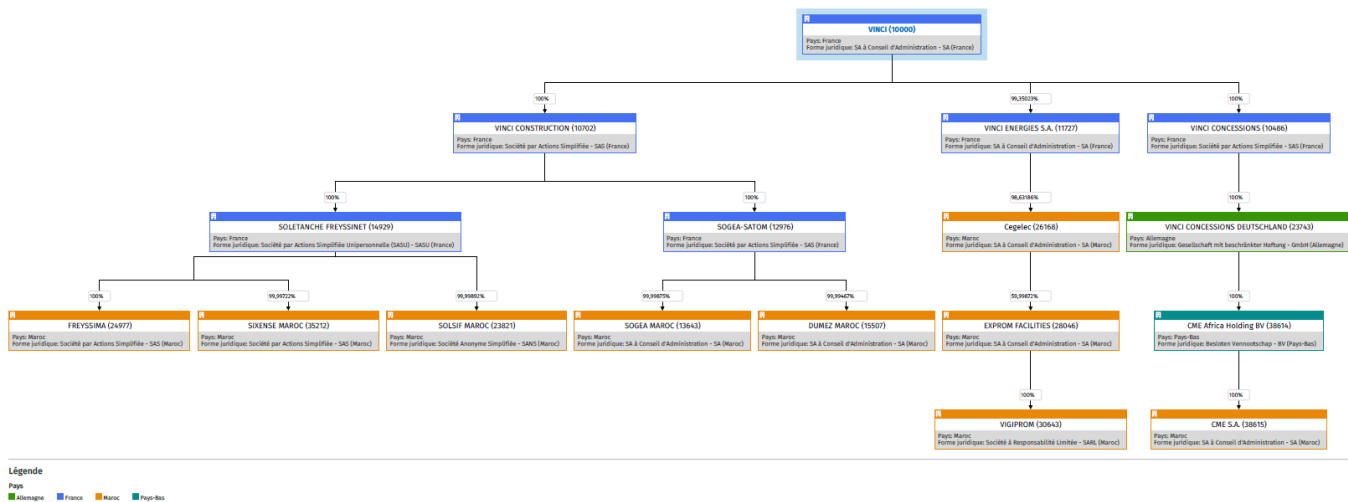 VINCI (10000)
Pays: France
Forme juridique: SA à Conseil d'Administration - SA (France)
100%
99,35023%
100%
VINCI CONSTRUCTION (10702)
Pays: France
Forme juridique: Société par Actions Simplifiée - SAS (France)
VINCI ENERGIES S.A. (11727)
Pays: France
Forme juridique: SA à Conseil d'Administration - SA (France)
VINCI CONCESSIONS (10486)
Pays: France
Forme juridique: Société par Actions Simplifiée - SAS (France)
100%
100%
98,63186%
100%
SOLETANCHE FREYSSINET (14929)
Pays: France
Forme juridique: Société par Actions Simplifiée Unipersonnelle (SASU) - SASU (France)
SOGEA-SATOM (12976)
Pays: France
Forme juridique: Société par Actions Simplifiée - SAS (France)
Cegelec (26168)
Pays: Maroc
Forme juridique: SA à Conseil d'Administration - SA (Maroc)
VINCI CONCESSIONS DEUTSCHLAND (23743)
Pays: Allemagne
Forme juridique: Gesellschaft mit beschränkter Haftung - GmbH (Allemagne)
100%
99,99722%
99,99892%
99,99875%
99,99467%
59,99872%
100%
FREYSSIMA (24977)
Pays: Maroc
Forme juridique: Société par Actions Simplifiée - SAS (Maroc)
SIXENSE MAROC (35212)
Pays: Maroc
Forme juridique: Société par Actions Simplifiée - SAS (Maroc)
SOLSIF MAROC (23821)
Pays: Maroc
Forme juridique: Société Anonyme Simplifiée - SANS (Maroc)
SOGEA MAROC (13643)
Pays: Maroc
Forme juridique: SA à Conseil d'Administration - SA (Maroc)
DUMEZ MAROC (15507)
Pays: Maroc
Forme juridique: SA à Conseil d'Administration - SA (Maroc)
EXPROM FACILITIES (28046)
Pays: Maroc
Forme juridique: SA à Conseil d'Administration - SA (Maroc)
CME Africa Holding BV (38614)
Pays: Pays-Bas
Forme juridique: Besloten Vennootschap - BV (Pays-Bas)
100%
100%
VIGIPROM (30643)
Pays: Maroc
Forme juridique: Société à Responsabilité Limitée - SARL (Maroc)
CME S.A. (38615)
Pays: Maroc
Forme juridique: SA à Conseil d'Administration - SA (Maroc)
Légende
Pays
Allemagne France Maroc Pays-Bas